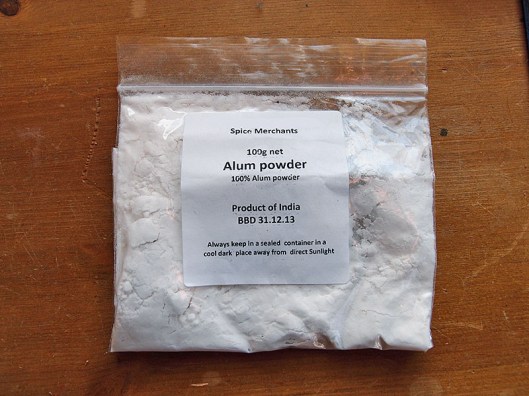 Spice Merchants
100g net
Alum powder
100% Alum powder
Product of India
BBD 31.12.13
Always keep in a sealed container in a
cool dark place away from direct Sunlight